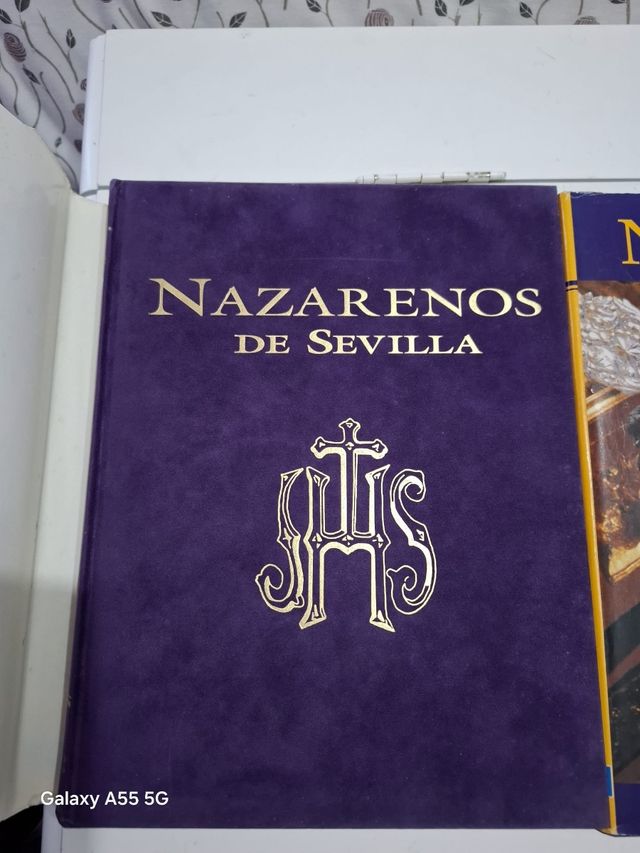 NAZARENOS
DE SEVILLA
JHS
N
Galaxy A55 5G